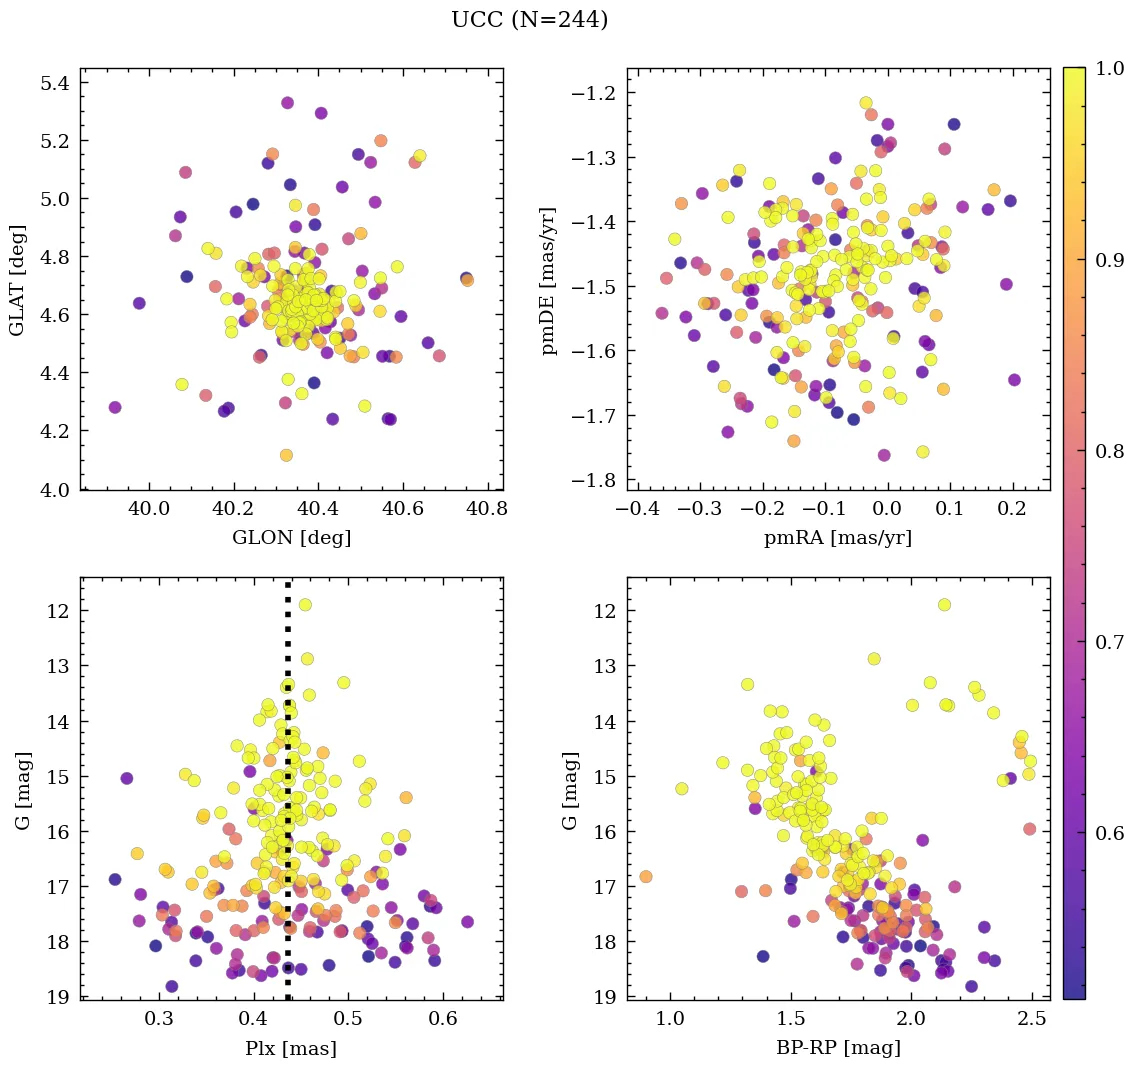 UCC (N=244)
5.4
5.2
5.0
4.8
4.6
4.4
4.2
4.0
GLAT [deg]
40.0 40.2 40.4 40.6 40.8
GLON [deg]
−1.2
−1.3
−1.4
−1.5
−1.6
−1.7
−1.8
pmDE [mas/yr]
−0.4 −0.3 −0.2 −0.1 0.0 0.1 0.2
pmRA [mas/yr]
1.0
0.9
0.8
0.7
0.6
12
13
14
15
16
17
18
19
G [mag]
0.3 0.4 0.5 0.6
Plx [mas]
12
13
14
15
16
17
18
19
G [mag]
1.0 1.5 2.0 2.5
BP-RP [mag]